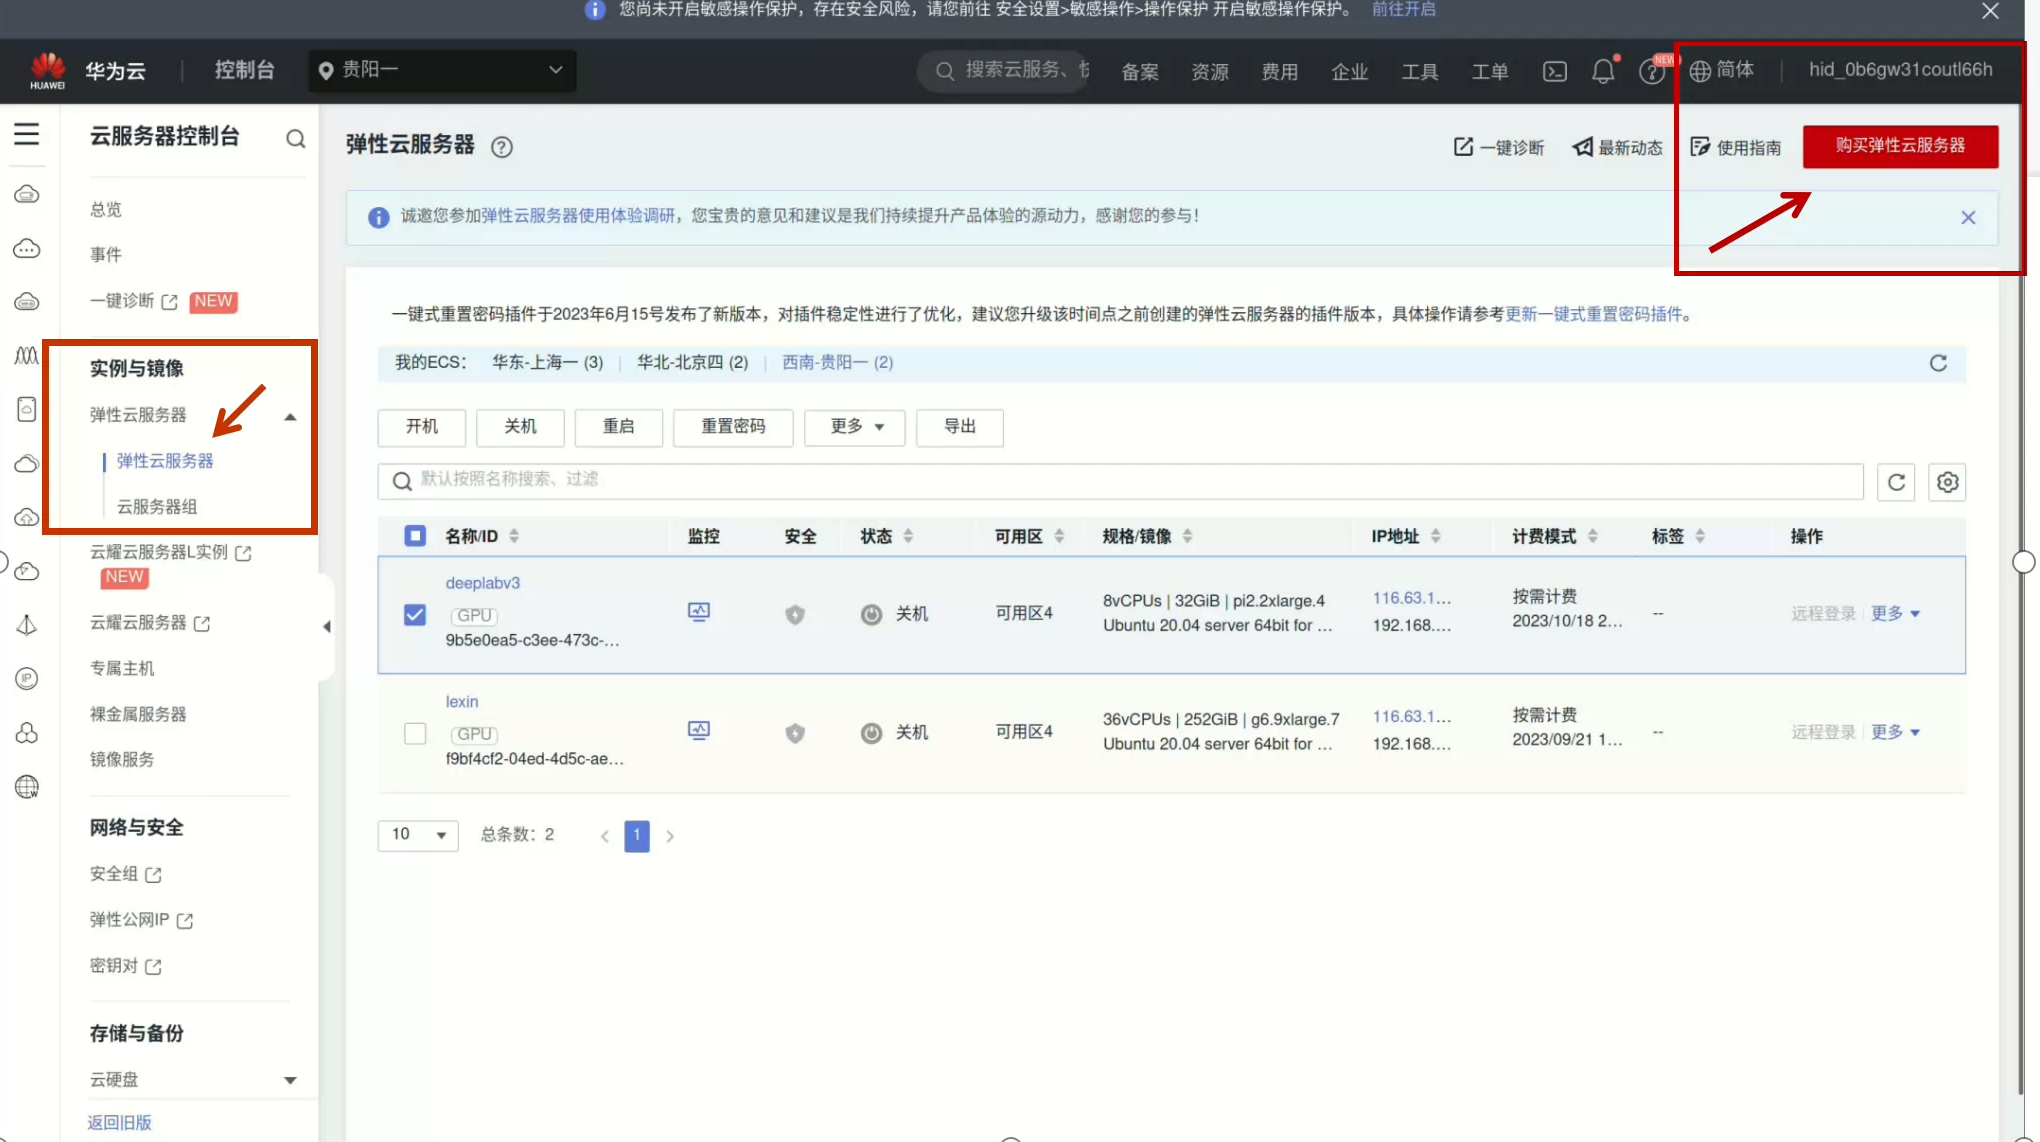 您尚未开启敏感操作保护，存在安全风险，请您前往 安全设置>敏感操作>操作保护 开启敏感操作保护。 前往开启
HUAWEI
华为云
控制台
贵阳一
搜索云服务、
备案
资源
费用
企业
工具
工单
NEW
简体
hid_0b6gw31coutl66h
云服务器控制台
总览
事件
一键诊断 NEW
实例与镜像
弹性云服务器
弹性云服务器
云服务器组
云耀云服务器L实例
NEW
云耀云服务器
专属主机
裸金属服务器
镜像服务
网络与安全
安全组
弹性公网IP
密钥对
存储与备份
云硬盘
返回旧版
弹性云服务器
一键诊断
最新动态
使用指南
购买弹性云服务器
诚邀您参加弹性云服务器使用体验调研，您宝贵的意见和建议是我们持续提升产品体验的源动力，感谢您的参与！
一键式重置密码插件于2023年6月15号发布了新版本，对插件稳定性进行了优化，建议您升级该时间点之前创建的弹性云服务器的插件版本，具体操作请参考更新一键式重置密码插件。
我的ECS： 华东-上海一 (3) | 华北-北京四 (2) | 西南-贵阳一 (2)
开机
关机
重启
重置密码
更多
导出
默认按照名称搜索、过滤
名称/ID 监控 安全 状态 可用区 规格/镜像 IP地址 计费模式 标签 操作
deeplabv3
GPU
9b5e0ea5-c3ee-473c-...
关机
可用区4
8vCPUs | 32GiB | pi2.2xlarge.4
Ubuntu 20.04 server 64bit for ...
116.63.1...
192.168....
按需计费
2023/10/18 2...
--
远程登录 更多
lexin
GPU
f9bf4cf2-04ed-4d5c-ae...
关机
可用区4
36vCPUs | 252GiB | g6.9xlarge.7
Ubuntu 20.04 server 64bit for ...
116.63.1...
192.168....
按需计费
2023/09/21 1...
--
远程登录 更多
10
总条数：2
1